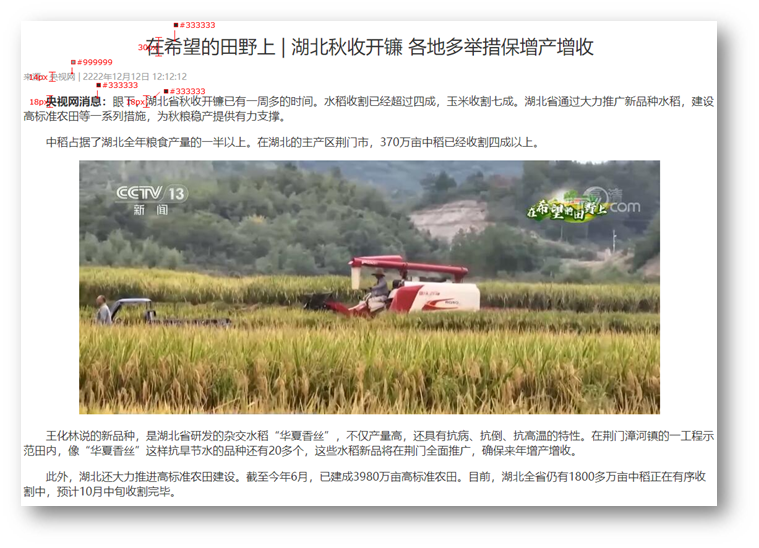 #333333
在希望的田野上 | 湖北秋收开镰 各地多举措保增产增收
30px
#999999
14px
央视网 | 2222年12月12日 12:12:12
#333333
#333333
18px
18px
央视网消息：眼下，湖北省秋收开镰已有一周多的时间。水稻收割已经超过四成，玉米收割七成。湖北省通过大力推广新品种水稻，建设
高标准农田等一系列措施，为秋粮稳产提供有力支撑。
中稻占据了湖北全年粮食产量的一半以上。在湖北的主产区荆门市，370万亩中稻已经收割四成以上。
CCTV 13
新闻
在希望的田野上
com
王化林说的新品种，是湖北省研发的杂交水稻“华夏香丝”，不仅产量高，还具有抗病、抗倒、抗高温的特性。在荆门漳河镇的一工程示
范田内，像“华夏香丝”这样抗旱节水的品种还有20多个，这些水稻新品将在荆门全面推广，确保来年增产增收。
此外，湖北还大力推进高标准农田建设。截至今年6月，已建成3980万亩高标准农田。目前，湖北全省仍有1800多万亩中稻正在有序收
割中，预计10月中旬收割完毕。